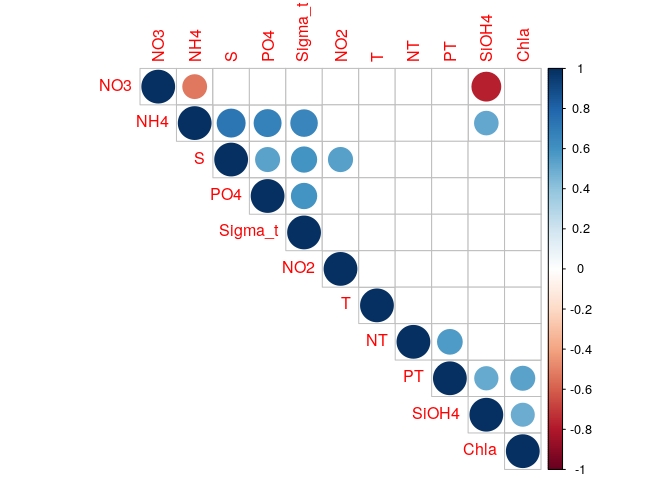 NO3
NH4
S
PO4
Sigma_t
NO2
T
NT
PT
SiOH4
Chla
NO3
NH4
S
PO4
Sigma_t
NO2
T
NT
PT
SiOH4
Chla
1
0.8
0.6
0.4
0.2
0
-0.2
-0.4
-0.6
-0.8
-1